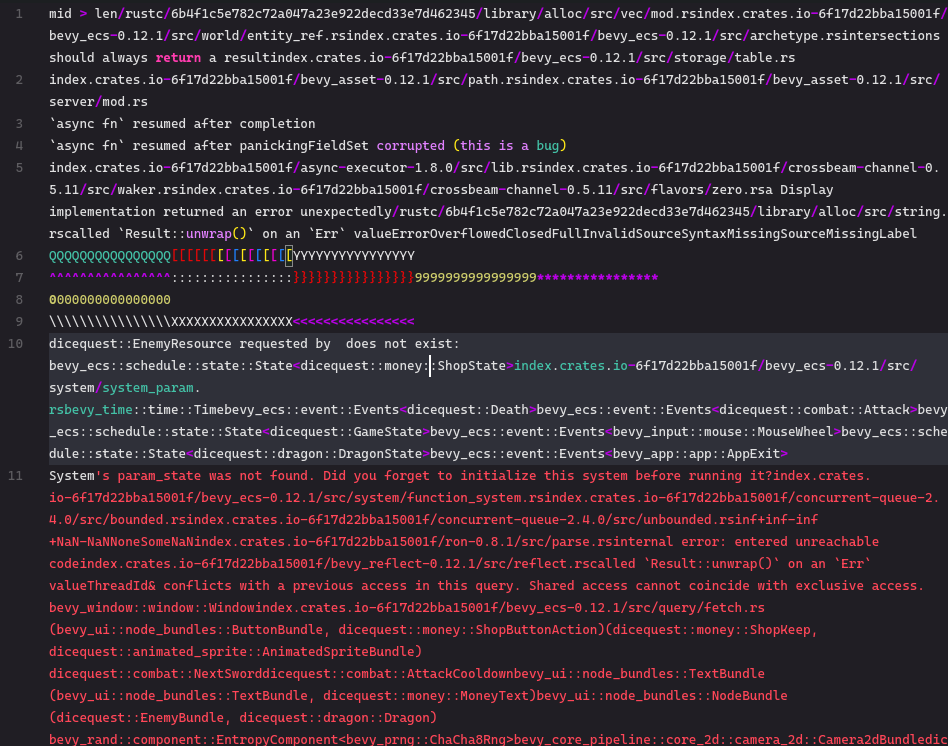 1 mid > len/rustc/6b4f1c5e782c72a047a23e922decd33e7d462345/library/alloc/src/vec/mod.rsindex.crates.io-6f17d22bba15001f/
bevy_ecs-0.12.1/src/world/entity_ref.rsindex.crates.io-6f17d22bba15001f/bevy_ecs-0.12.1/src/archetype.rsintersections
should always return a resultindex.crates.io-6f17d22bba15001f/bevy_ecs-0.12.1/src/storage/table.rs
2 index.crates.io-6f17d22bba15001f/bevy_asset-0.12.1/src/path.rsindex.crates.io-6f17d22bba15001f/bevy_asset-0.12.1/src/
server/mod.rs
3 `async fn` resumed after completion
4 `async fn` resumed after panickingFieldSet corrupted (this is a bug)
5 index.crates.io-6f17d22bba15001f/async-executor-1.8.0/src/lib.rsindex.crates.io-6f17d22bba15001f/crossbeam-channel-0.
5.11/src/waker.rsindex.crates.io-6f17d22bba15001f/crossbeam-channel-0.5.11/src/flavors/zero.rsa Display
implementation returned an error unexpectedly/rustc/6b4f1c5e782c72a047a23e922decd33e7d462345/library/alloc/src/string.
rscalled `Result::unwrap()` on an `Err` valueErrorOverflowedClosedFullInvalidSourceSyntaxMissingSourceMissingLabel
6 QQQQQQQQQQQQQQQQ[[[[[[[[[[[[[[[[YYYYYYYYYYYYYYYY
7 ^^^^^^^^^^^^^^^^::::::::::::::::}}}}}}}}}}}}}}}}9999999999999999****************
8 0000000000000000
9 \\\\\\\\\\\\\\\\XXXXXXXXXXXXXXXX<<<<<<<<<<<<<<<<
10 dicequest::EnemyResource requested by  does not exist:
bevy_ecs::schedule::state::State<dicequest::money::ShopState>index.crates.io-6f17d22bba15001f/bevy_ecs-0.12.1/src/
system/system_param.
rsbevy_time::time::Timebevy_ecs::event::Events<dicequest::Death>bevy_ecs::event::Events<dicequest::combat::Attack>bevy
_ecs::schedule::state::State<dicequest::GameState>bevy_ecs::event::Events<bevy_input::mouse::MouseWheel>bevy_ecs::sche
dule::state::State<dicequest::dragon::DragonState>bevy_ecs::event::Events<bevy_app::app::AppExit>
11 System's param_state was not found. Did you forget to initialize this system before running it?index.crates.
io-6f17d22bba15001f/bevy_ecs-0.12.1/src/system/function_system.rsindex.crates.io-6f17d22bba15001f/concurrent-queue-2.
4.0/src/bounded.rsindex.crates.io-6f17d22bba15001f/concurrent-queue-2.4.0/src/unbounded.rsinf+inf-inf
+NaN-NaNNoneSomeNaNindex.crates.io-6f17d22bba15001f/ron-0.8.1/src/parse.rsinternal error: entered unreachable
codeindex.crates.io-6f17d22bba15001f/bevy_reflect-0.12.1/src/reflect.rscalled `Result::unwrap()` on an `Err`
valueThreadId& conflicts with a previous access in this query. Shared access cannot coincide with exclusive access.
bevy_window::window::Windowindex.crates.io-6f17d22bba15001f/bevy_ecs-0.12.1/src/query/fetch.rs
(bevy_ui::node_bundles::ButtonBundle, dicequest::money::ShopButtonAction)(dicequest::money::ShopKeep,
dicequest::animated_sprite::AnimatedSpriteBundle)
dicequest::combat::NextSworddicequest::combat::AttackCooldownbevy_ui::node_bundles::TextBundle
(bevy_ui::node_bundles::TextBundle, dicequest::money::MoneyText)bevy_ui::node_bundles::NodeBundle
(dicequest::EnemyBundle, dicequest::dragon::Dragon)
bevy_rand::component::EntropyComponent<bevy_prng::ChaCha8Rng>bevy_core_pipeline::core_2d::camera_2d::Camera2dBundledic